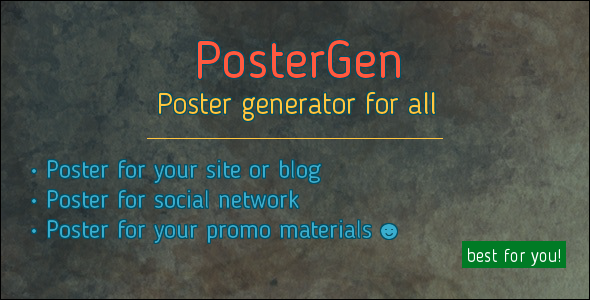 PosterGen
Poster generator for all
• Poster for your site or blog
• Poster for social network
• Poster for your promo materials ☻
best for you!